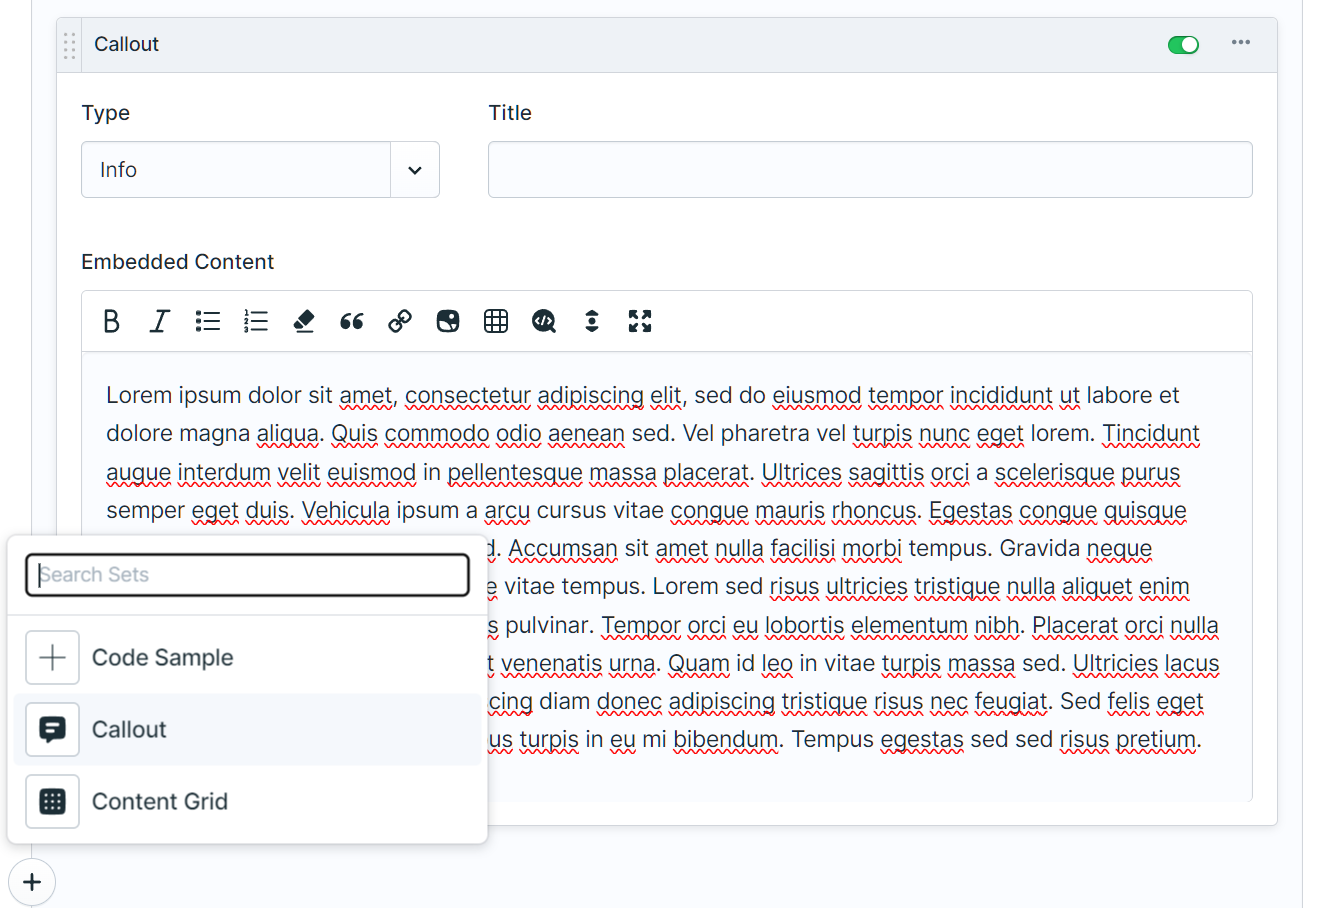 Callout
Type
Title
Info
Embedded Content
Lorem ipsum dolor sit amet, consectetur adipiscing elit, sed do eiusmod tempor incididunt ut labore et
dolore magna aliqua. Quis commodo odio aenean sed. Vel pharetra vel turpis nunc eget lorem. Tincidunt
augue interdum velit euismod in pellentesque massa placerat. Ultrices sagittis orci a scelerisque purus
semper eget duis. Vehicula ipsum a arcu cursus vitae congue mauris rhoncus. Egestas congue quisque
. Accumsan sit amet nulla facilisi morbi tempus. Gravida neque
vitae tempus. Lorem sed risus ultricies tristique nulla aliquet enim
pulvinar. Tempor orci eu lobortis elementum nibh. Placerat orci nulla
venenatis urna. Quam id leo in vitae turpis massa sed. Ultricies lacus
cing diam donec adipiscing tristique risus nec feugiat. Sed felis eget
us turpis in eu mi bibendum. Tempus egestas sed sed risus pretium.
Search Sets
Code Sample
Callout
Content Grid